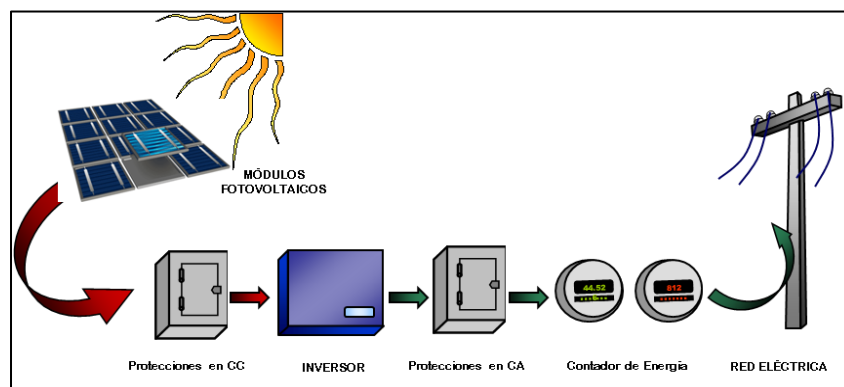 MÓDULOS
FOTOVOLTAICOS
44.52
812
Protecciones en CC
INVERSOR
Protecciones en CA
Contador de Energía
RED ELÉCTRICA